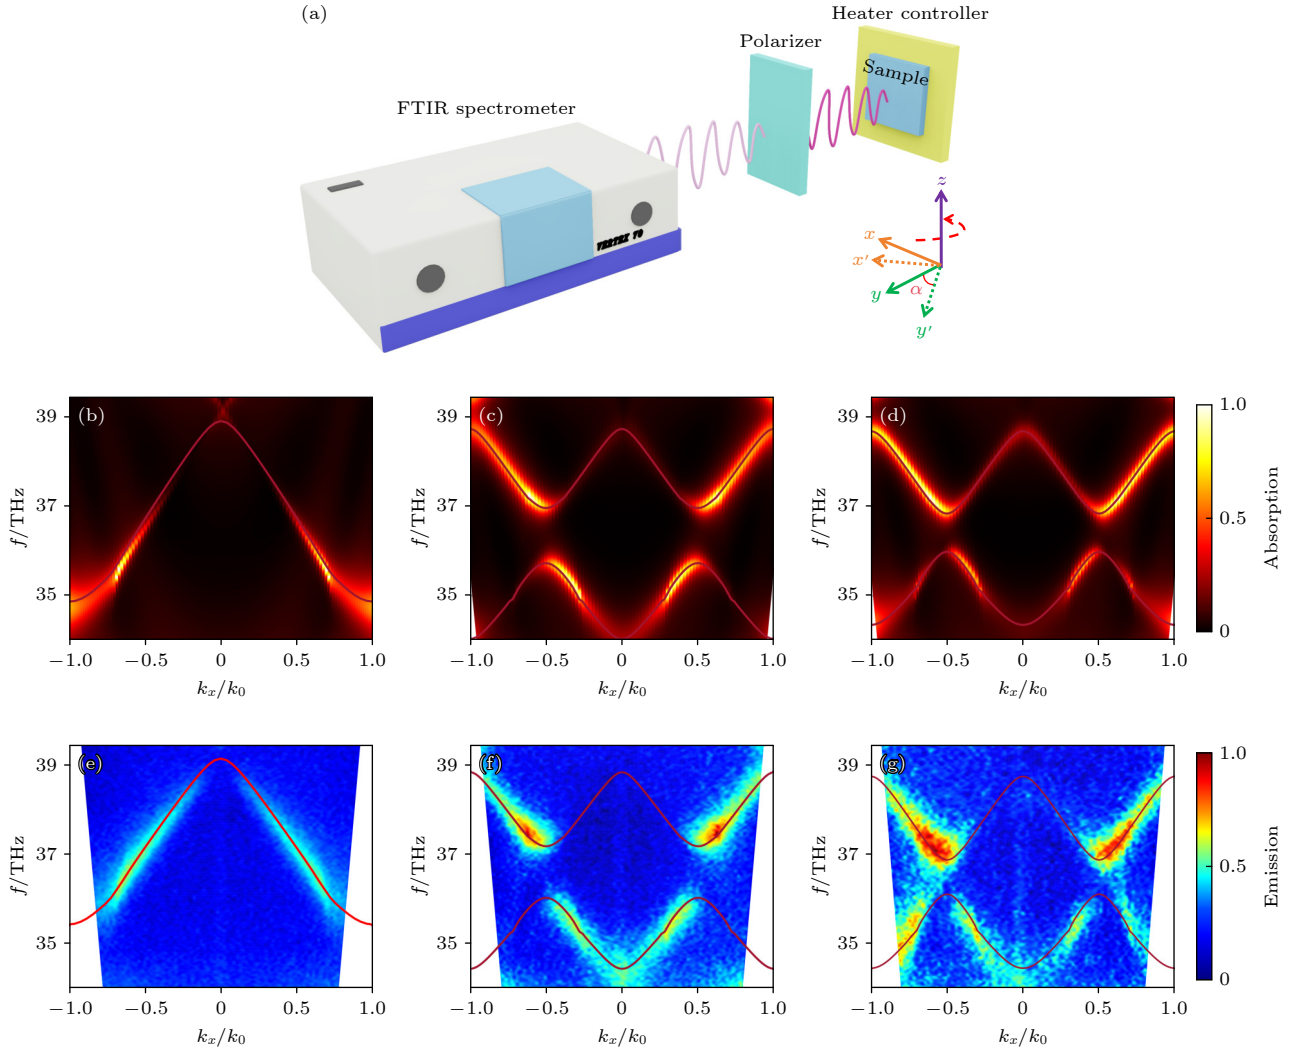 (a)
Heater controller
Polarizer
Sample
FTIR spectrometer
VERTEX 70
z
x
x′
y
α
y′
(b)
(c)
(d)
39
37
35
f/THz
−1.0 −0.5 0 0.5 1.0
kx/k0
39
37
35
f/THz
−1.0 −0.5 0 0.5 1.0
kx/k0
39
37
35
f/THz
−1.0 −0.5 0 0.5 1.0
kx/k0
1.0
0.5
0
Absorption
(e)
(f)
(g)
39
37
35
f/THz
−1.0 −0.5 0 0.5 1.0
kx/k0
39
37
35
f/THz
−1.0 −0.5 0 0.5 1.0
kx/k0
39
37
35
f/THz
−1.0 −0.5 0 0.5 1.0
kx/k0
1.0
0.5
0
Emission